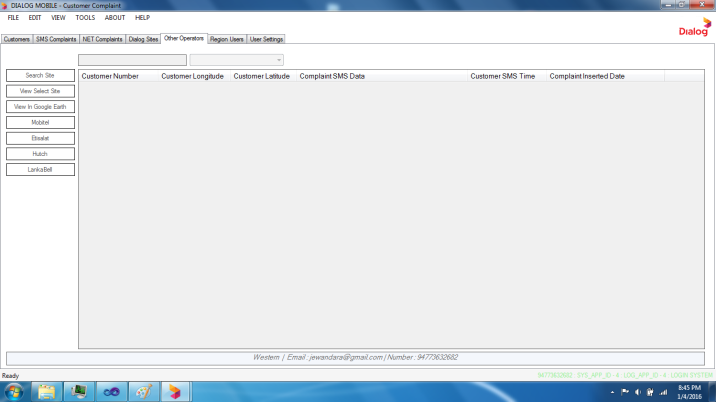 DIALOG MOBILE - Customer Complaint
FILE EDIT VIEW TOOLS ABOUT HELP
Dialog
Customers SMS Complaints NET Complaints Dialog Sites Other Operators Region Users User Settings
Search Site
Customer Number Customer Longitude Customer Latitude Complaint SMS Data Customer SMS Time Complaint Inserted Date
View Select Site
View In Google Earth
Mobitel
Etisalat
Hutch
LankaBell
Western | Email : jewandara@gmail.com | Number : 94773632682
Ready
94773632682 : SYS_APP_ID - 4 : LOG_APP_ID - 4 : LOGIN SYSTEM
8:45 PM
1/4/2016